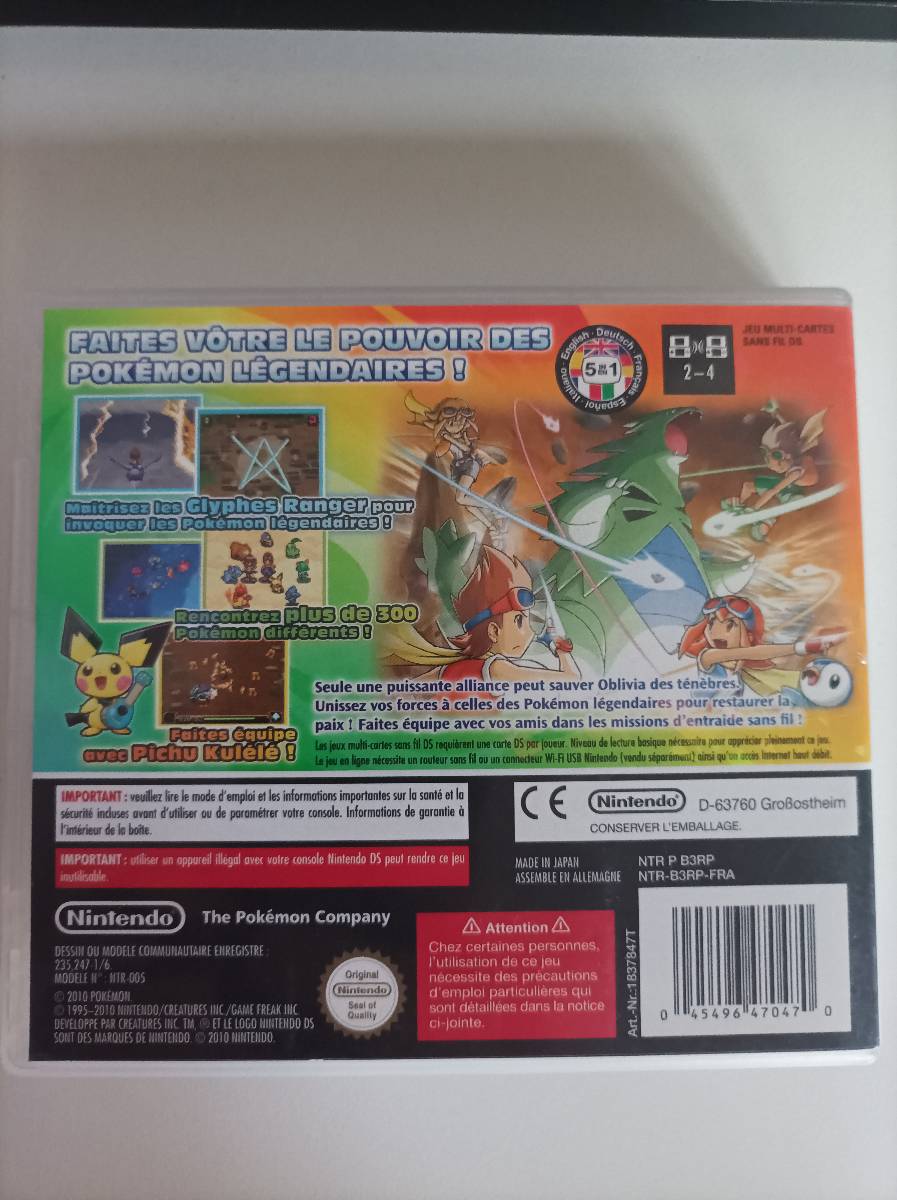 FAITES VÔTRE LE POUVOIR DES
POKÉMON LÉGENDAIRES !
English · Deutsch · Français · Español · Italiano
5 IN 1
2–4
JEU MULTI-CARTES
SANS FIL DS
Maîtrisez les Glyphes Ranger pour
invoquer les Pokémon légendaires !
Rencontrez plus de 300
Pokémon différents !
Faites équipe
avec Pichu Kulélé !
Seule une puissante alliance peut sauver Oblivia des ténèbres.
Unissez vos forces à celles des Pokémon légendaires pour restaurer la
paix ! Faites équipe avec vos amis dans les missions d'entraide sans fil !
Les jeux multi-cartes sans fil DS requièrent une carte DS par joueur. Niveau de lecture basique nécessaire pour apprécier pleinement ce jeu.
Le jeu en ligne nécessite un routeur sans fil ou un connecteur Wi-Fi USB Nintendo (vendu séparément) ainsi qu'un accès Internet haut débit.
IMPORTANT : veuillez lire le mode d'emploi et les informations importantes sur la santé et la
sécurité incluses avant d'utiliser ou de paramétrer votre console. Informations de garantie à
l'intérieur de la boîte.
IMPORTANT : utiliser un appareil illégal avec votre console Nintendo DS peut rendre ce jeu
inutilisable.
CE Nintendo D-63760 Großostheim
CONSERVER L'EMBALLAGE.
MADE IN JAPAN
ASSEMBLE EN ALLEMAGNE
NTR P B3RP
NTR-B3RP-FRA
Nintendo The Pokémon Company
DESSIN OU MODELE COMMUNAUTAIRE ENREGISTRE :
235.247-1/6
MODELE N° : NTR-005
© 2010 POKÉMON.
© 1995–2010 NINTENDO/CREATURES INC./GAME FREAK INC.
DEVELOPPE PAR CREATURES INC. TM, ® ET LE LOGO NINTENDO DS
SONT DES MARQUES DE NINTENDO. © 2010 NINTENDO.
Original
Nintendo
Seal of
Quality
Attention
Chez certaines personnes,
l'utilisation de ce jeu
nécessite des précautions
d'emploi particulières qui
sont détaillées dans la notice
ci-jointe.
Art.-Nr.:1837847T
0 45496 47047 0